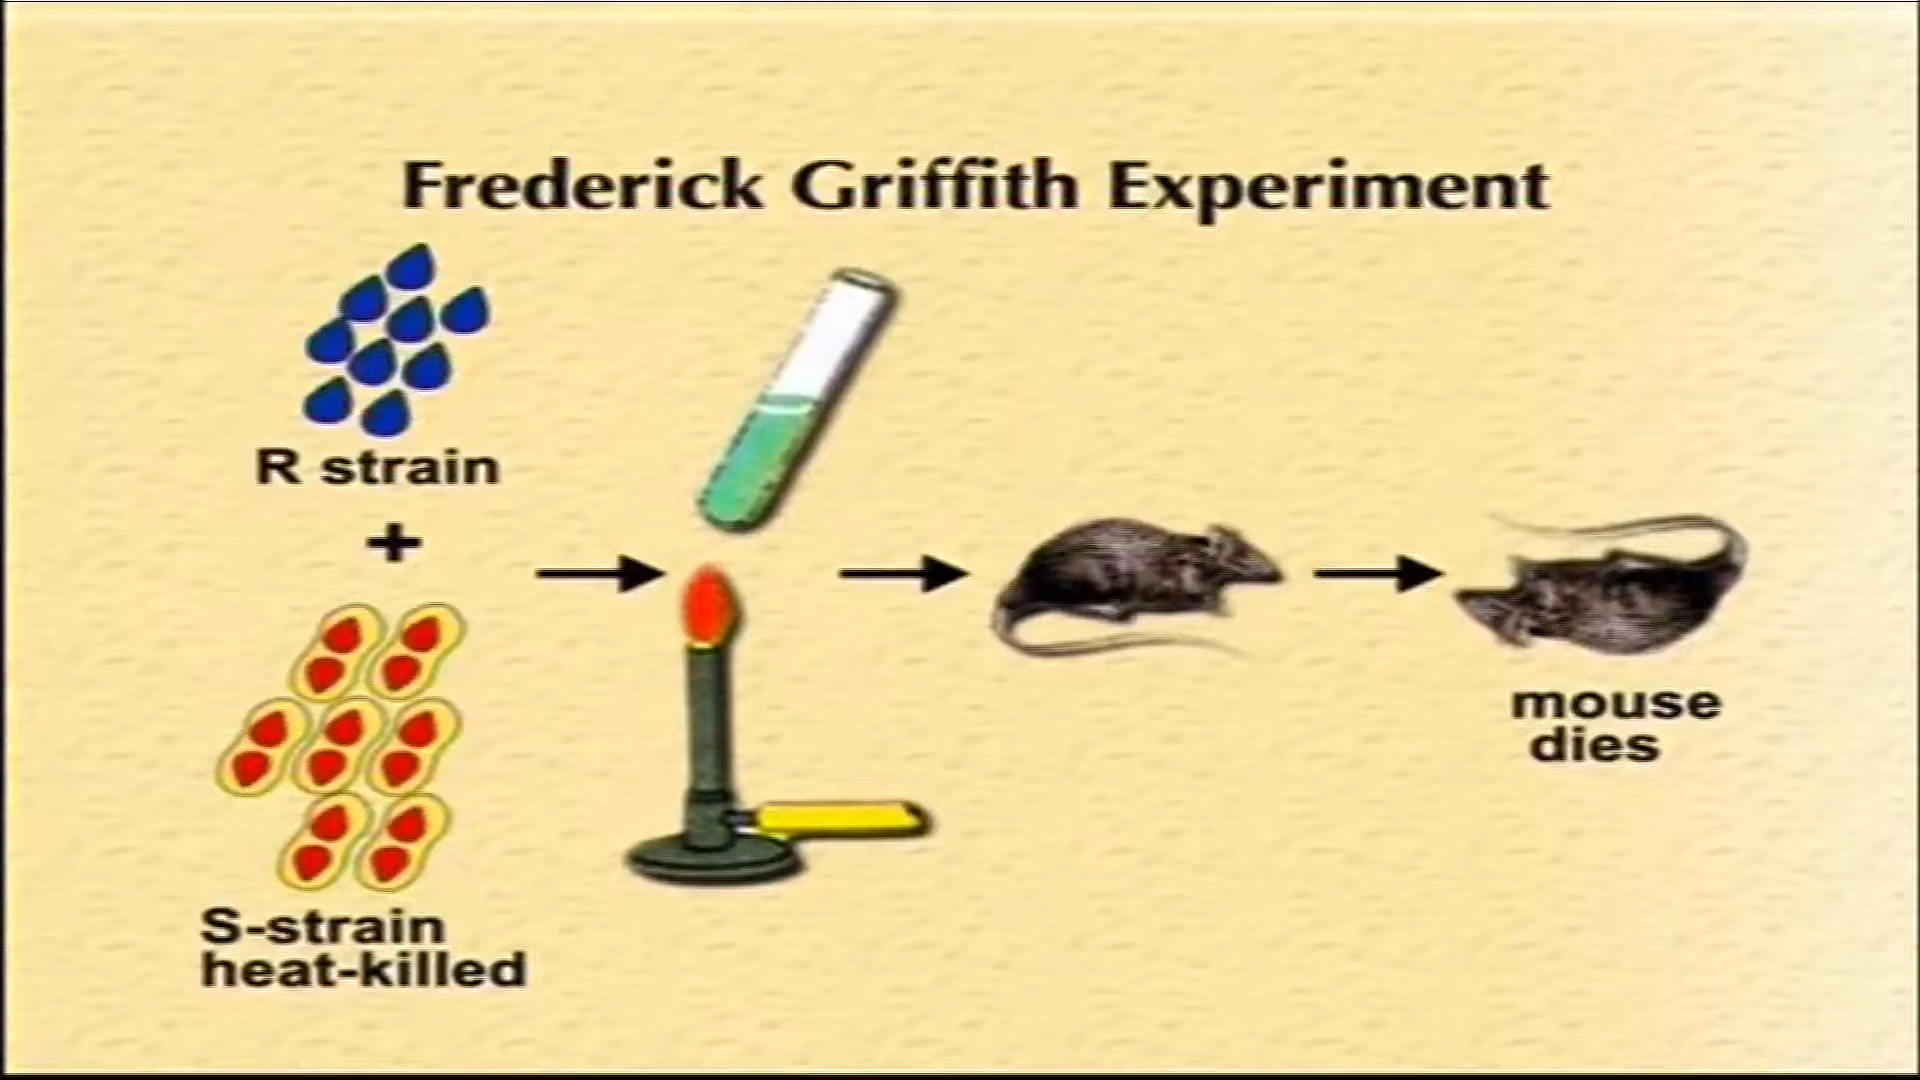 Frederick Griffith Experiment
R strain
+
S-strain
heat-killed
mouse
dies